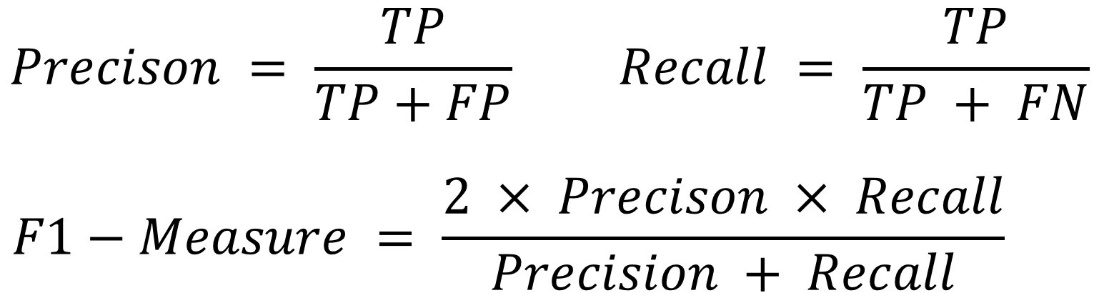 Precison = TP / TP + FP    Recall = TP / TP + FN
F1 − Measure = 2 × Precison × Recall / Precision + Recall